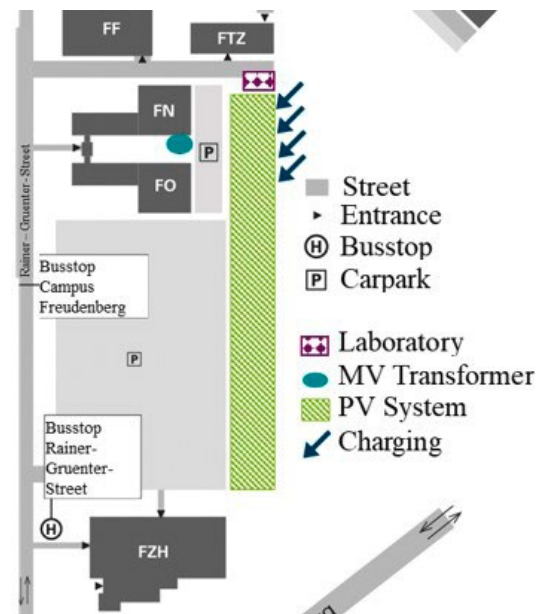 FF
FTZ
FN
P
FO
Rainer – Gruenter-Street
Busstop
Campus
Freudenberg
P
Busstop
Rainer-
Gruenter-
Street
H
FZH
Street
Entrance
H Busstop
P Carpark
Laboratory
MV Transformer
PV System
Charging